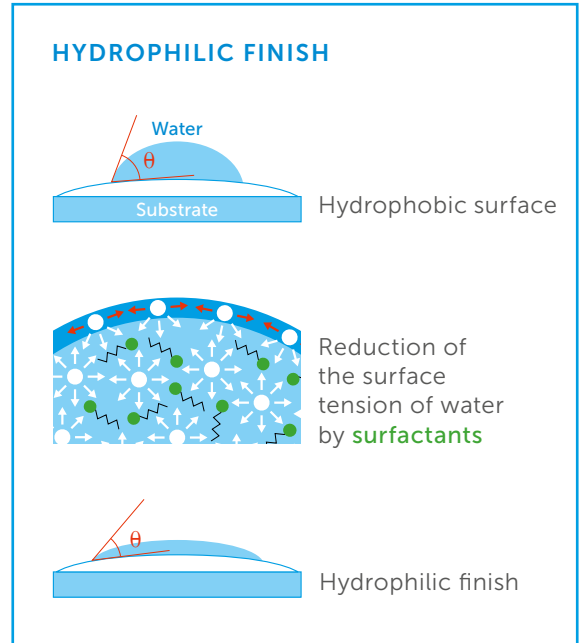 HYDROPHILIC FINISH
Water
θ
Substrate
Hydrophobic surface
Reduction of
the surface
tension of water
by surfactants
θ
Hydrophilic finish